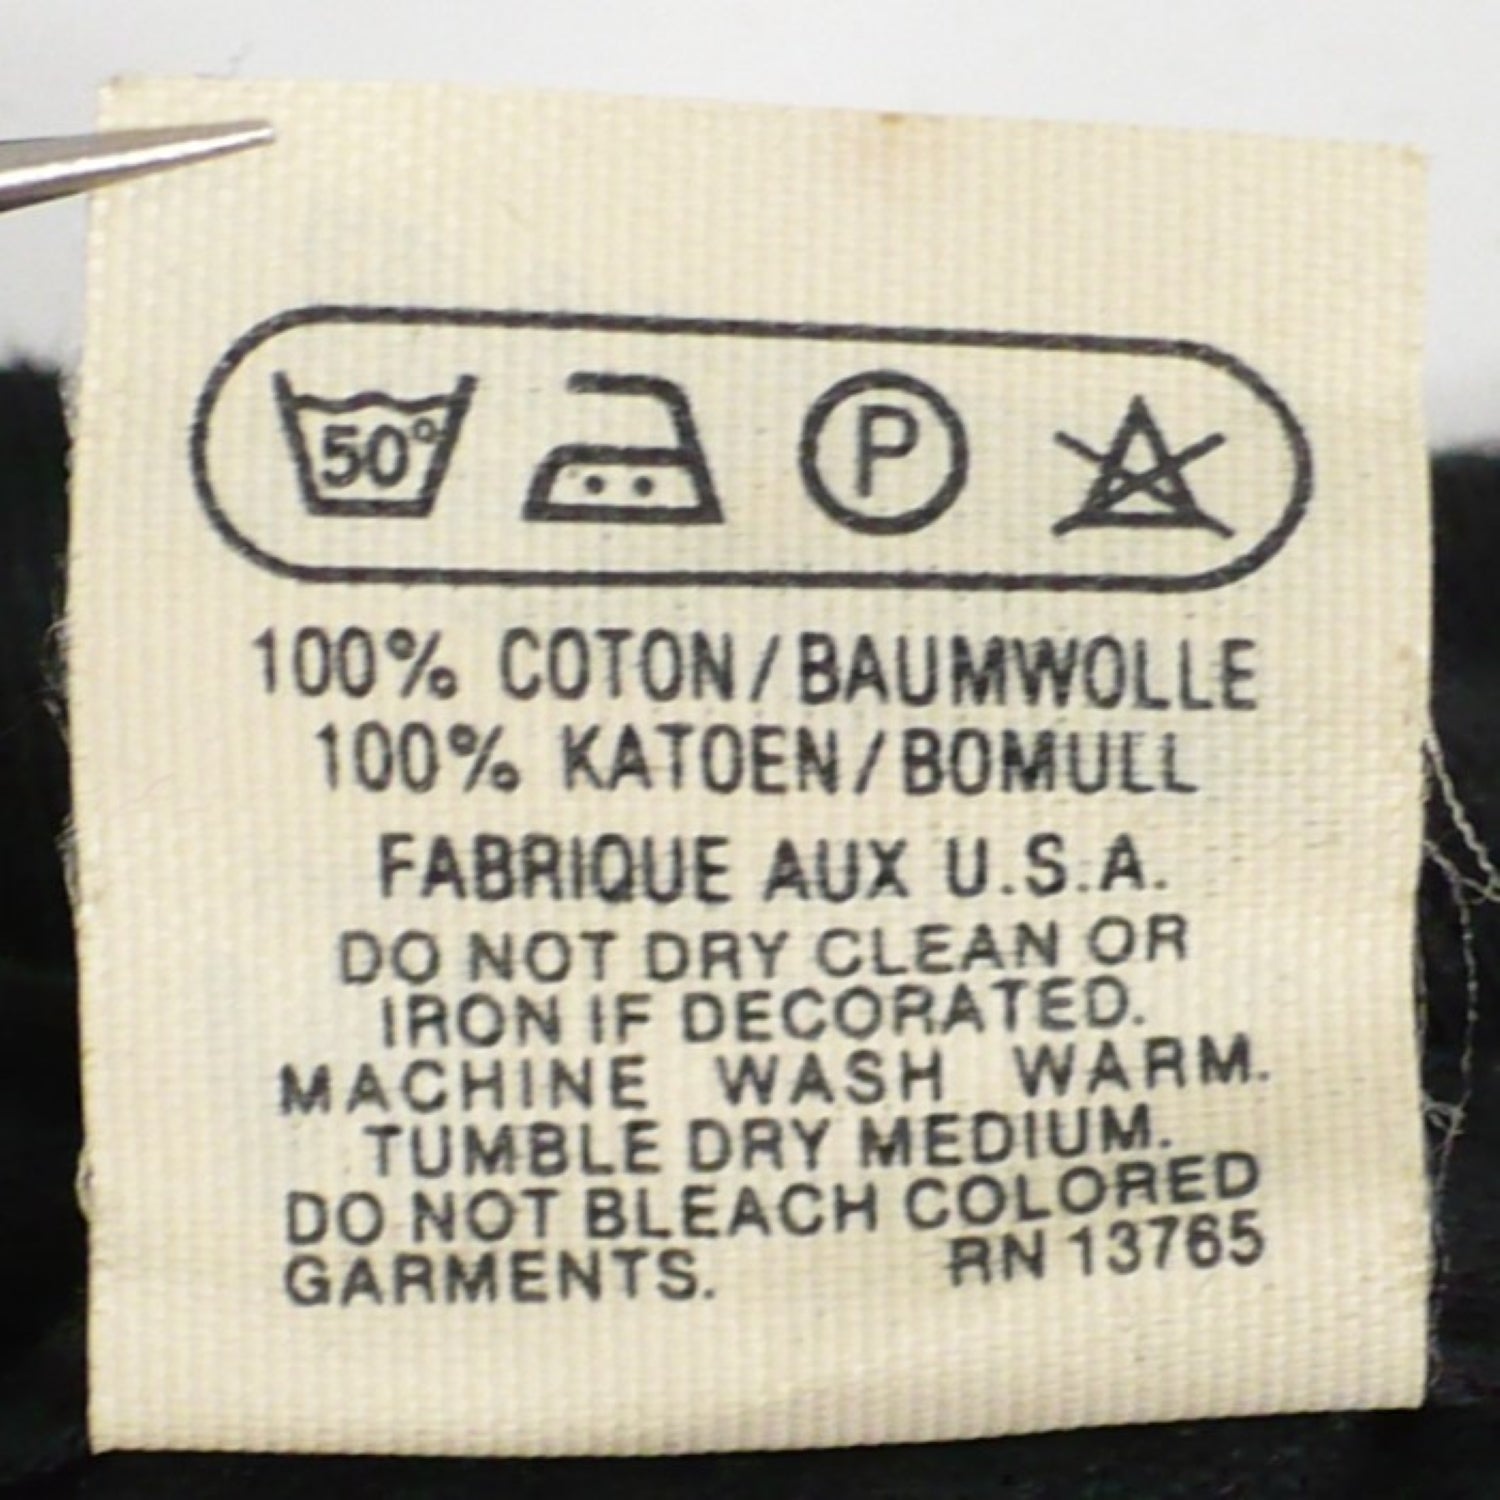 50°
P
100% COTON/BAUMWOLLE
100% KATOEN/BOMULL
FABRIQUE AUX U.S.A.
DO NOT DRY CLEAN OR
IRON IF DECORATED.
MACHINE WASH WARM.
TUMBLE DRY MEDIUM.
DO NOT BLEACH COLORED
GARMENTS. RN 13765